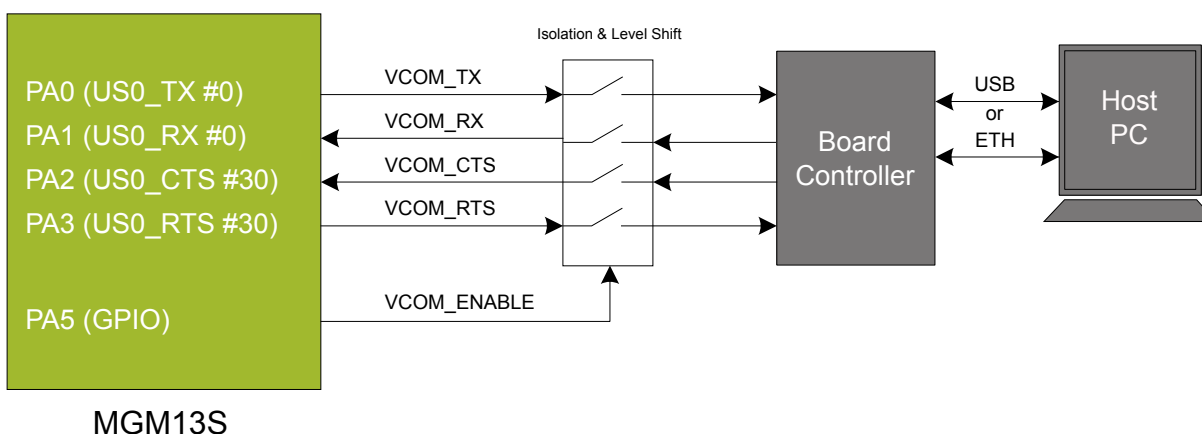 Isolation & Level Shift
PA0 (US0_TX #0)
VCOM_TX
PA1 (US0_RX #0)
VCOM_RX
PA2 (US0_CTS #30)
VCOM_CTS
PA3 (US0_RTS #30)
VCOM_RTS
PA5 (GPIO)
VCOM_ENABLE
Board
Controller
USB
or
ETH
Host
PC
MGM13S